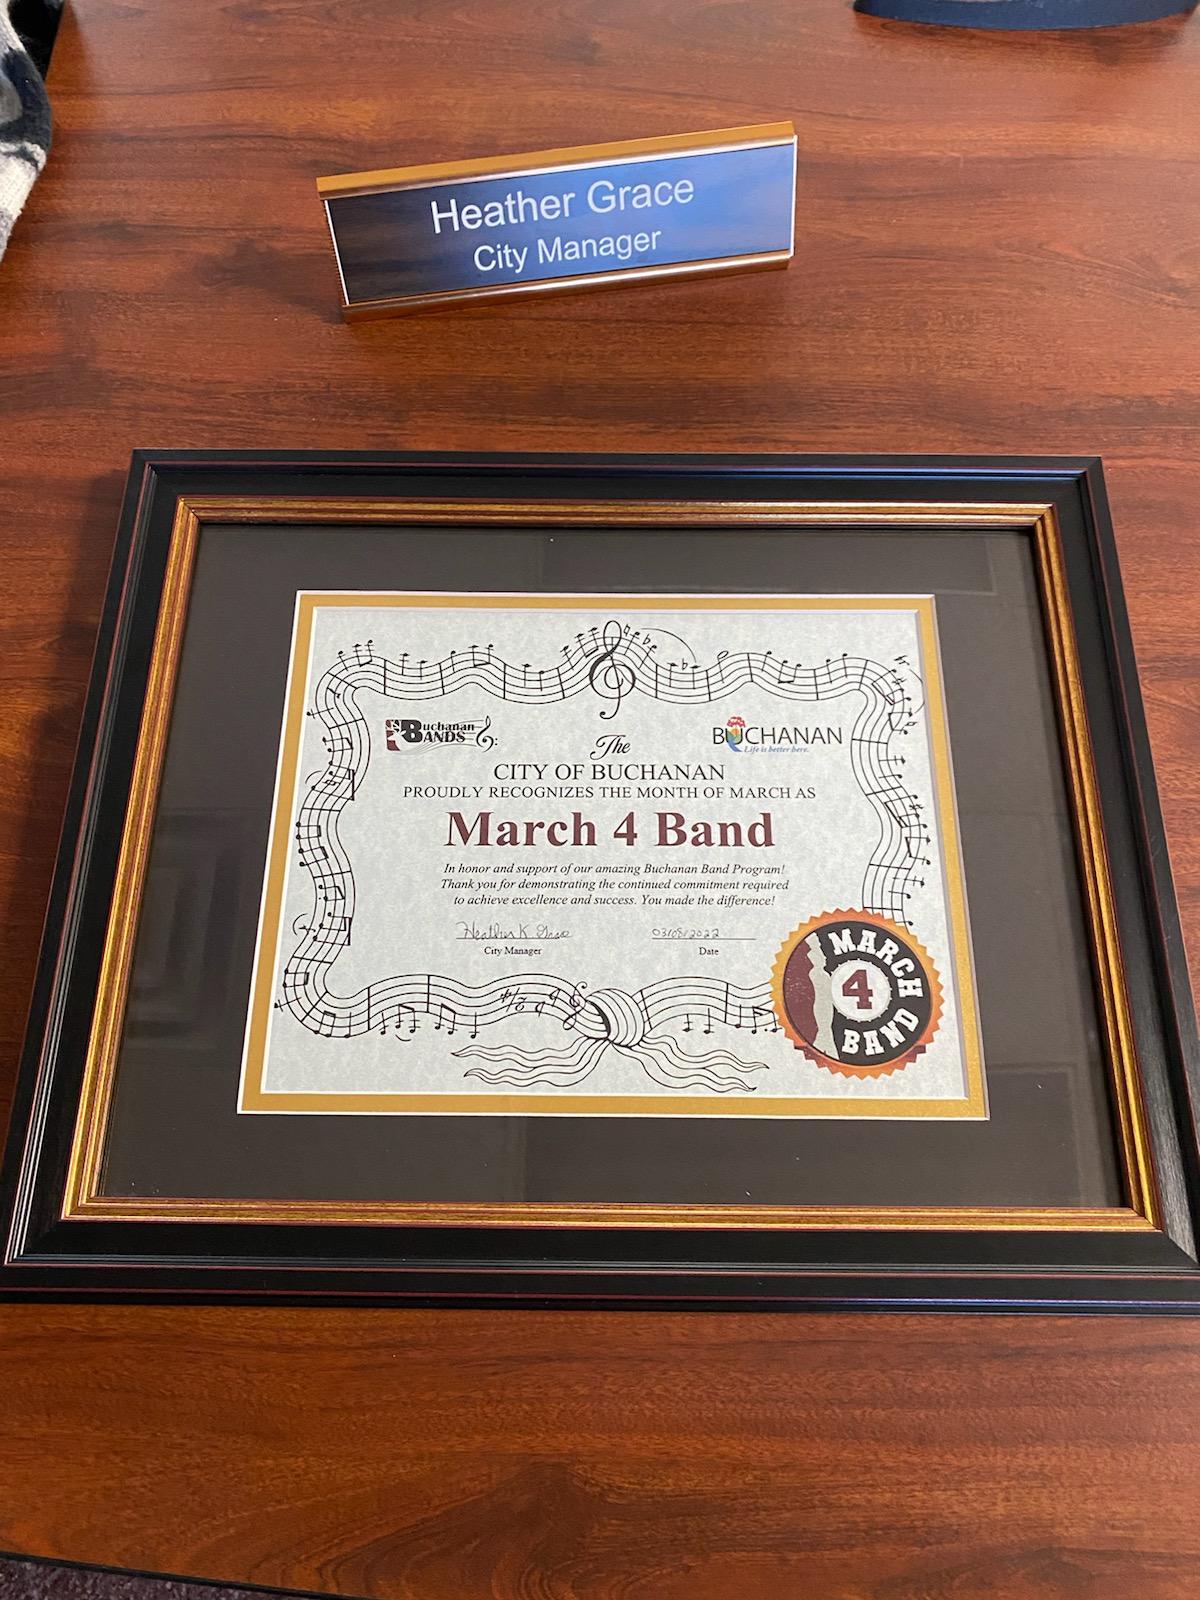 Heather Grace
City Manager
Buchanan
BANDS
BUCHANAN
Life is better here.
The
CITY OF BUCHANAN
PROUDLY RECOGNIZES THE MONTH OF MARCH AS
March 4 Band
In honor and support of our amazing Buchanan Band Program!
Thank you for demonstrating the continued commitment required
to achieve excellence and success. You made the difference!
Heather K Grace 03/08/2022
City Manager Date
MARCH
4
BAND